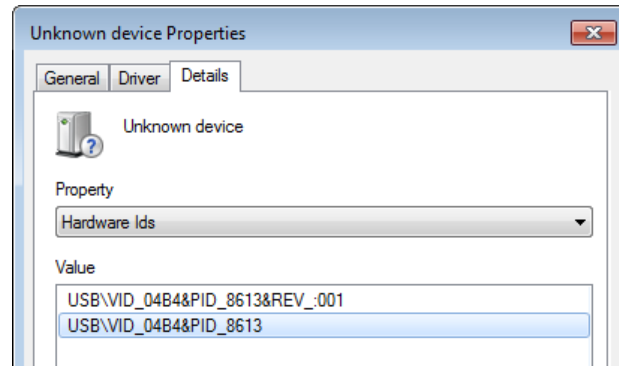 Unknown device Properties
General Driver Details
Unknown device
Property
Hardware Ids
Value
USB\VID_04B4&PID_8613&REV_:001
USB\VID_04B4&PID_8613